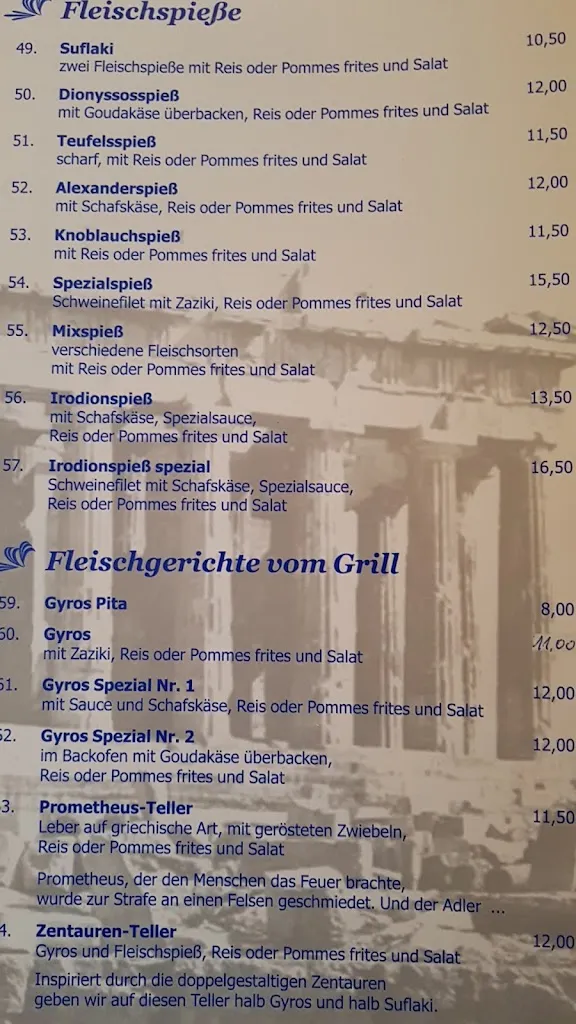 Fleischspieße
49. Suflaki 10,50
zwei Fleischspieße mit Reis oder Pommes frites und Salat
50. Dionyssosspieß 12,00
mit Goudakäse überbacken, Reis oder Pommes frites und Salat
51. Teufelsspieß 11,50
scharf, mit Reis oder Pommes frites und Salat
52. Alexanderspieß 12,00
mit Schafskäse, Reis oder Pommes frites und Salat
53. Knoblauchspieß 11,50
mit Reis oder Pommes frites und Salat
54. Spezialspieß 15,50
Schweinefilet mit Zaziki, Reis oder Pommes frites und Salat
55. Mixspieß 12,50
verschiedene Fleischsorten
mit Reis oder Pommes frites und Salat
56. Irodionspieß 13,50
mit Schafskäse, Spezialsauce,
Reis oder Pommes frites und Salat
57. Irodionspieß spezial 16,50
Schweinefilet mit Schafskäse, Spezialsauce,
Reis oder Pommes frites und Salat
Fleischgerichte vom Grill
59. Gyros Pita 8,00
60. Gyros 11,00
mit Zaziki, Reis oder Pommes frites und Salat
61. Gyros Spezial Nr. 1 12,00
mit Sauce und Schafskäse, Reis oder Pommes frites und Salat
62. Gyros Spezial Nr. 2 12,00
im Backofen mit Goudakäse überbacken,
Reis oder Pommes frites und Salat
3. Prometheus-Teller 11,50
Leber auf griechische Art, mit gerösteten Zwiebeln,
Reis oder Pommes frites und Salat
Prometheus, der den Menschen das Feuer brachte,
wurde zur Strafe an einen Felsen geschmiedet. Und der Adler ...
4. Zentauren-Teller 12,00
Gyros und Fleischspieß, Reis oder Pommes frites und Salat
Inspiriert durch die doppelgestaltigen Zentauren
geben wir auf diesen Teller halb Gyros und halb Suflaki.